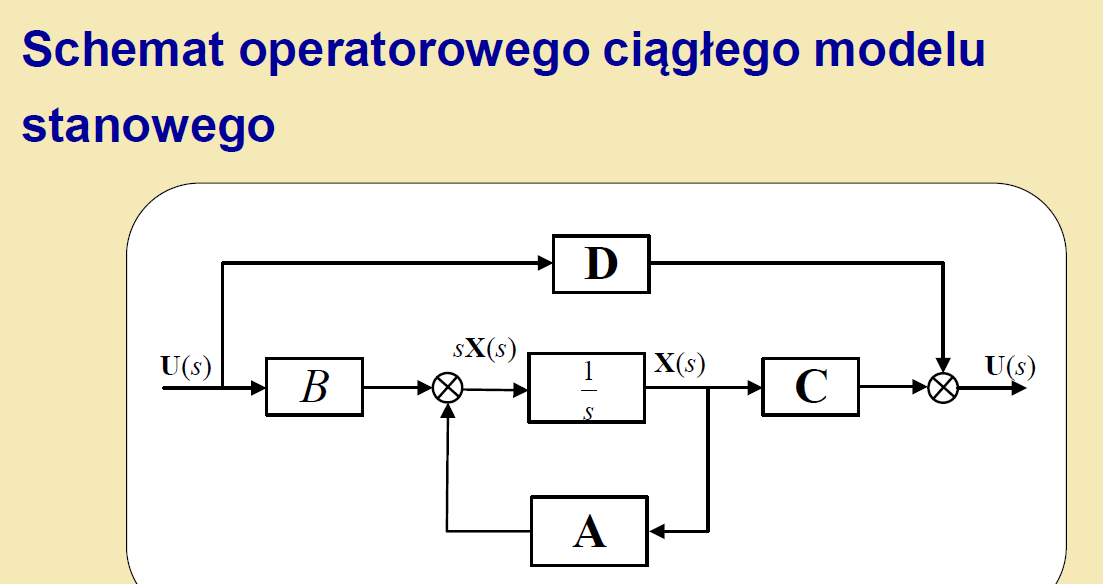 Schemat operatorowego ciągłego modelu
stanowego
D
U(s)
B
sX(s)
1
s
X(s)
C
U(s)
A